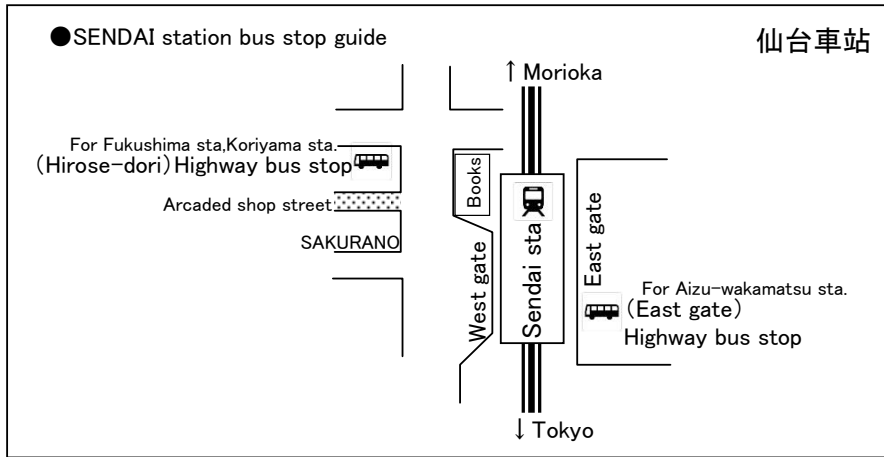 ●SENDAI station bus stop guide
仙台車站
↑ Morioka
For Fukushima sta,Koriyama sta.
(Hirose-dori)Highway bus stop
Arcaded shop street
SAKURANO
Books
West gate
Sendai sta
East gate
For Aizu-wakamatsu sta.
(East gate)
Highway bus stop
↓ Tokyo